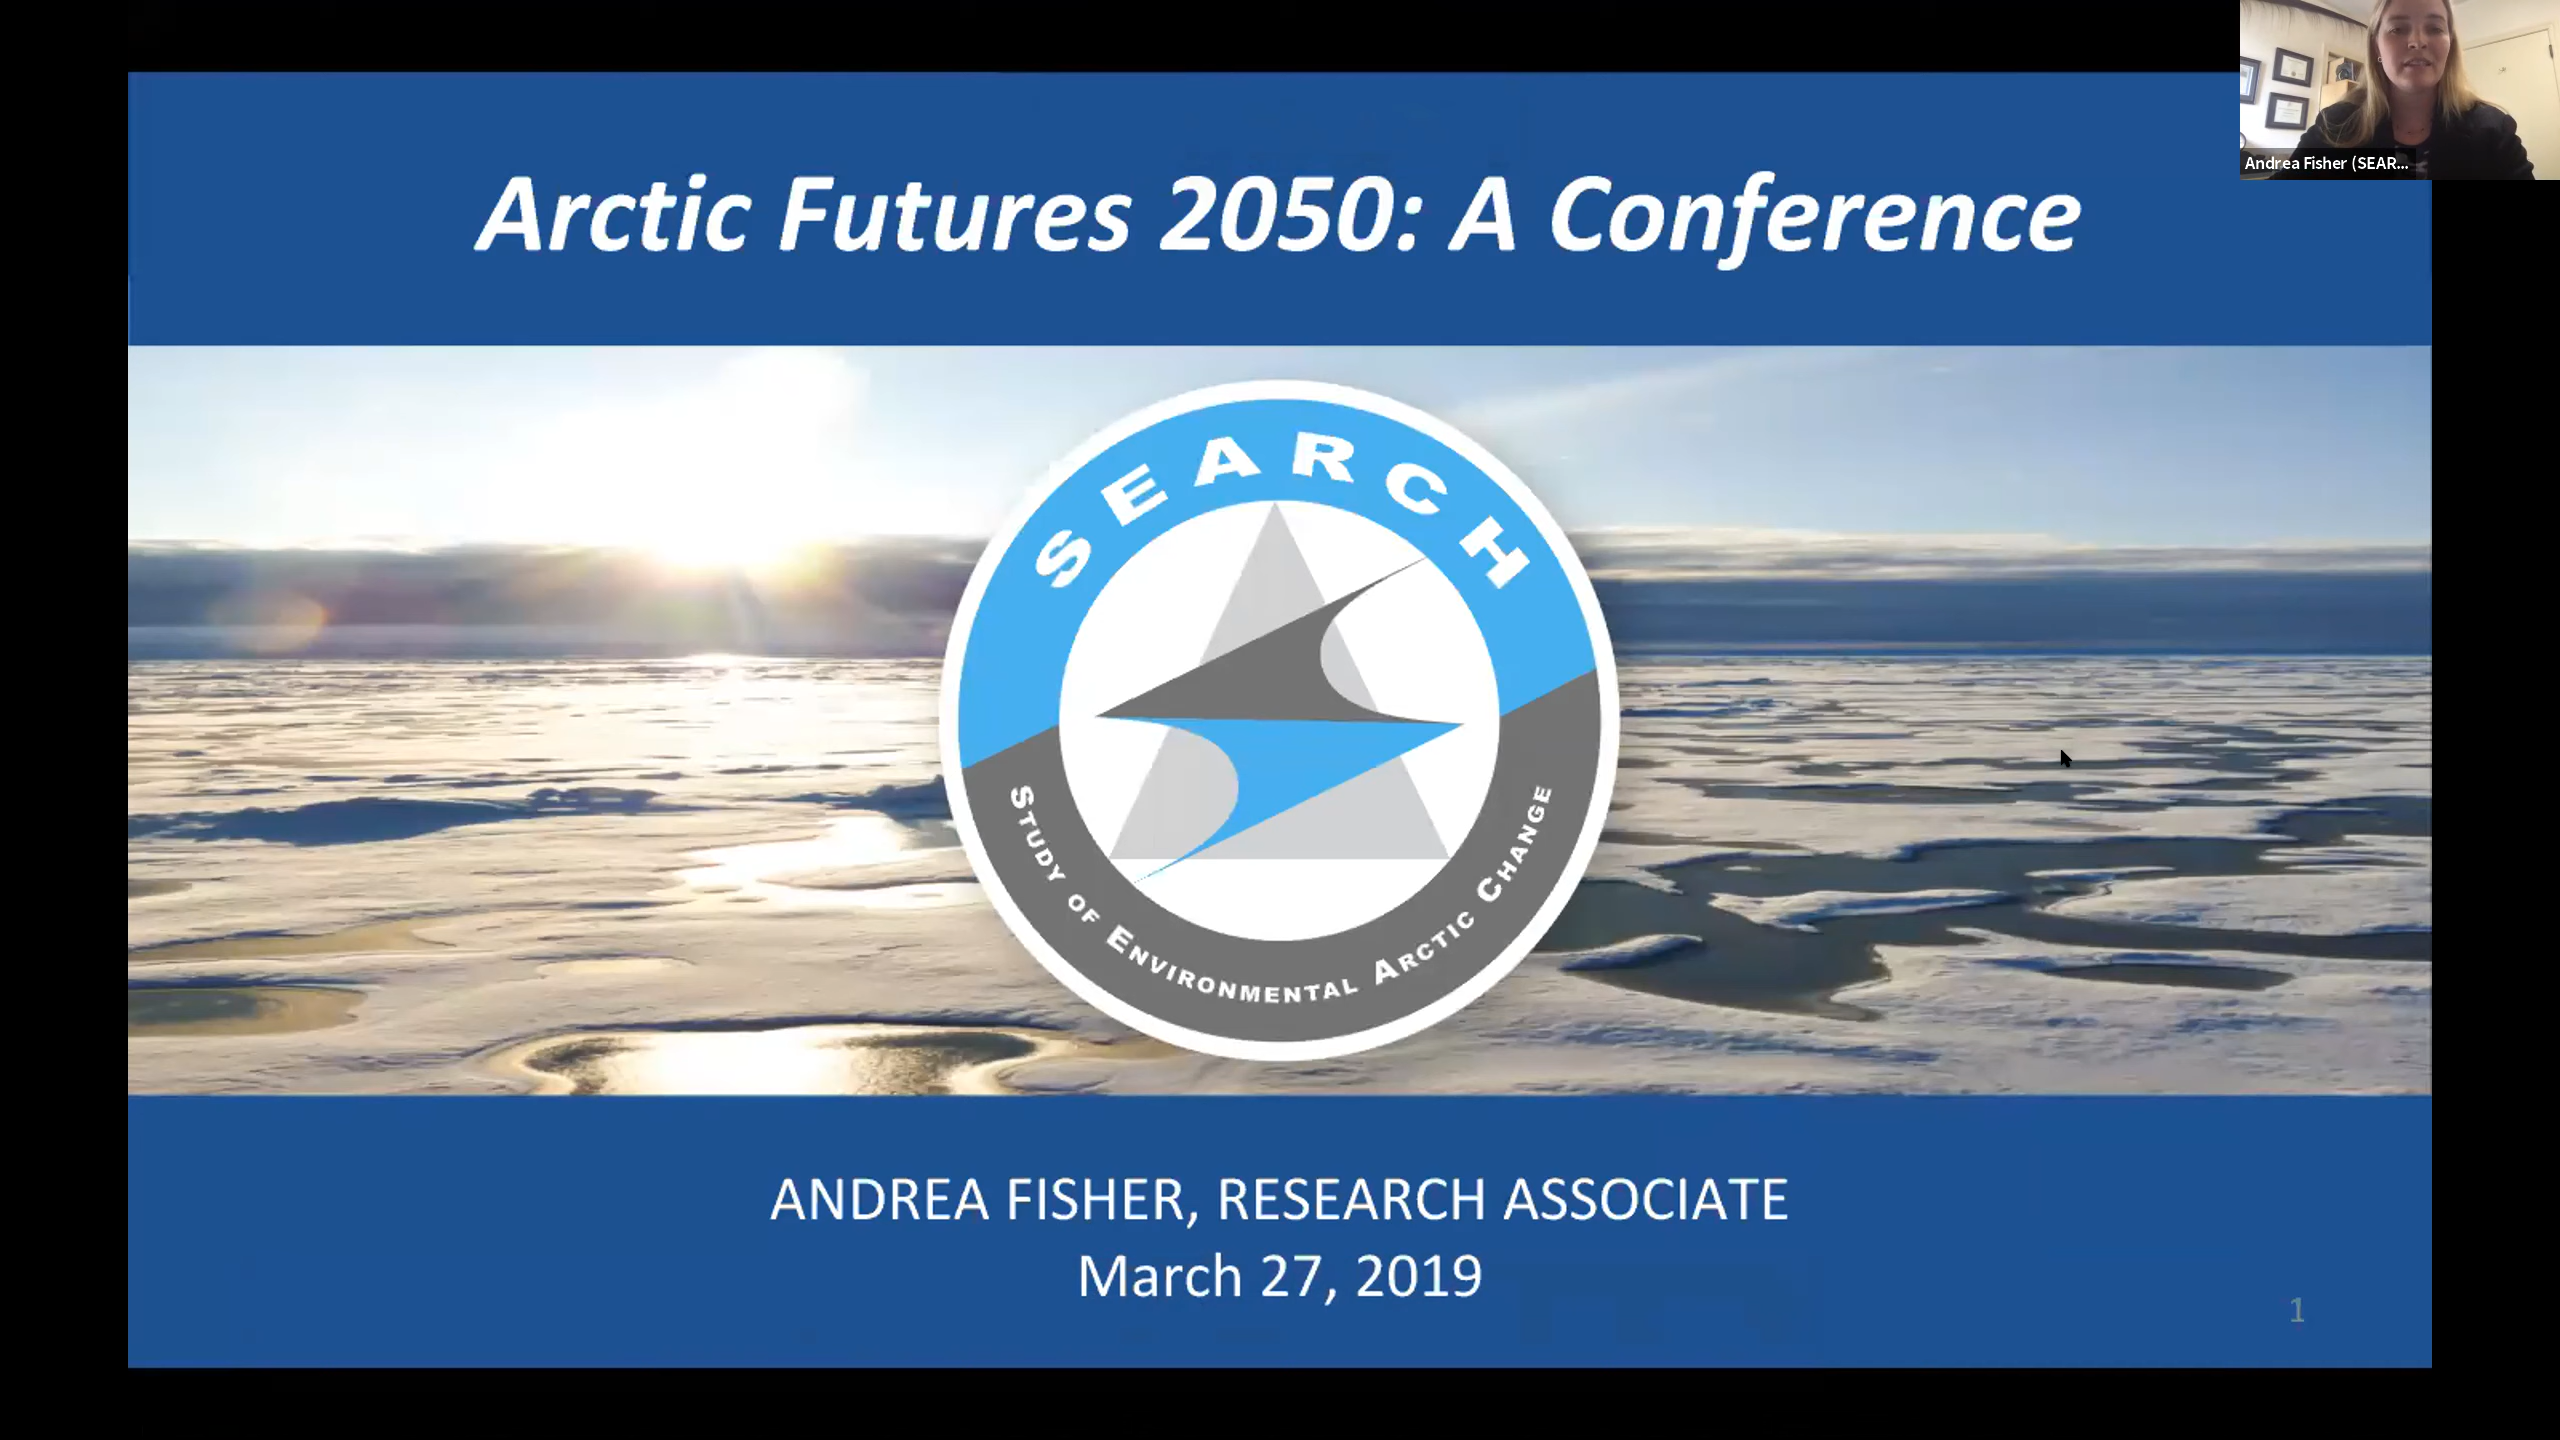 Andrea Fisher (SEAR...
Arctic Futures 2050: A Conference
SEARCH
STUDY OF ENVIRONMENTAL ARCTIC CHANGE
ANDREA FISHER, RESEARCH ASSOCIATE
March 27, 2019
1